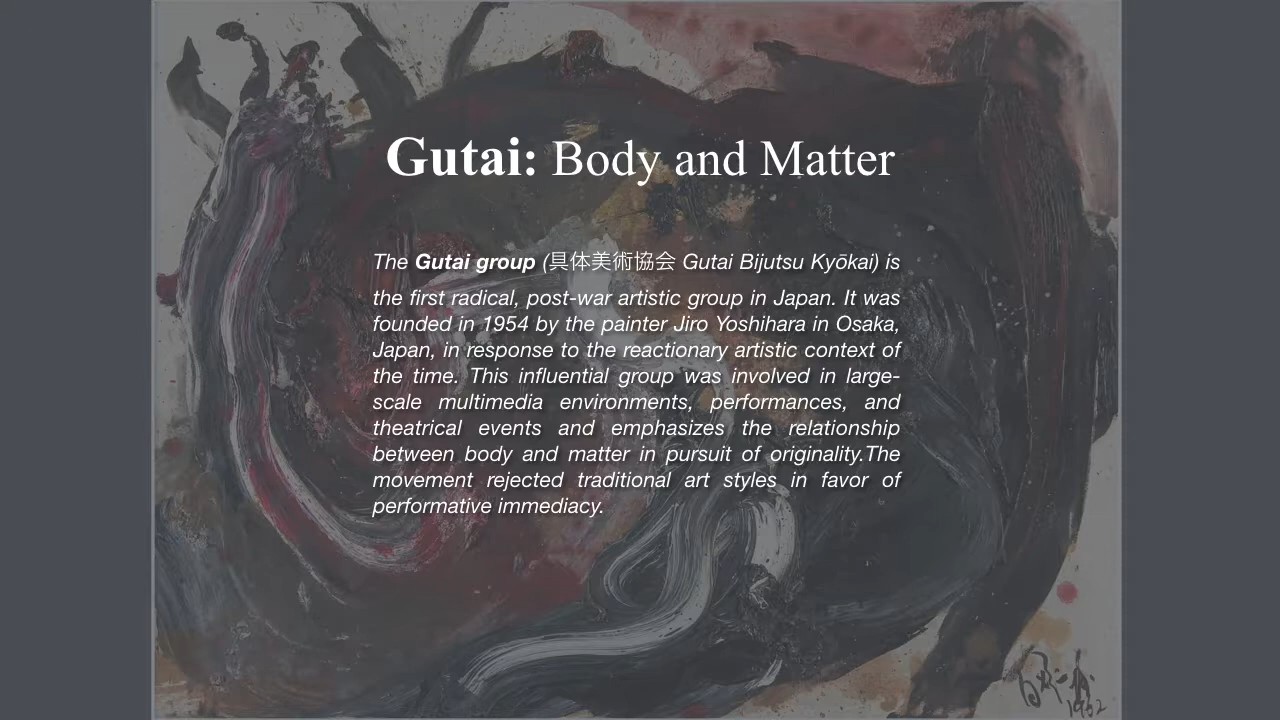 Gutai: Body and Matter
The Gutai group (具体美術協会 Gutai Bijutsu Kyōkai) is
the first radical, post-war artistic group in Japan. It was
founded in 1954 by the painter Jiro Yoshihara in Osaka,
Japan, in response to the reactionary artistic context of
the time. This influential group was involved in large-
scale multimedia environments, performances, and
theatrical events and emphasizes the relationship
between body and matter in pursuit of originality.The
movement rejected traditional art styles in favor of
performative immediacy.
1962